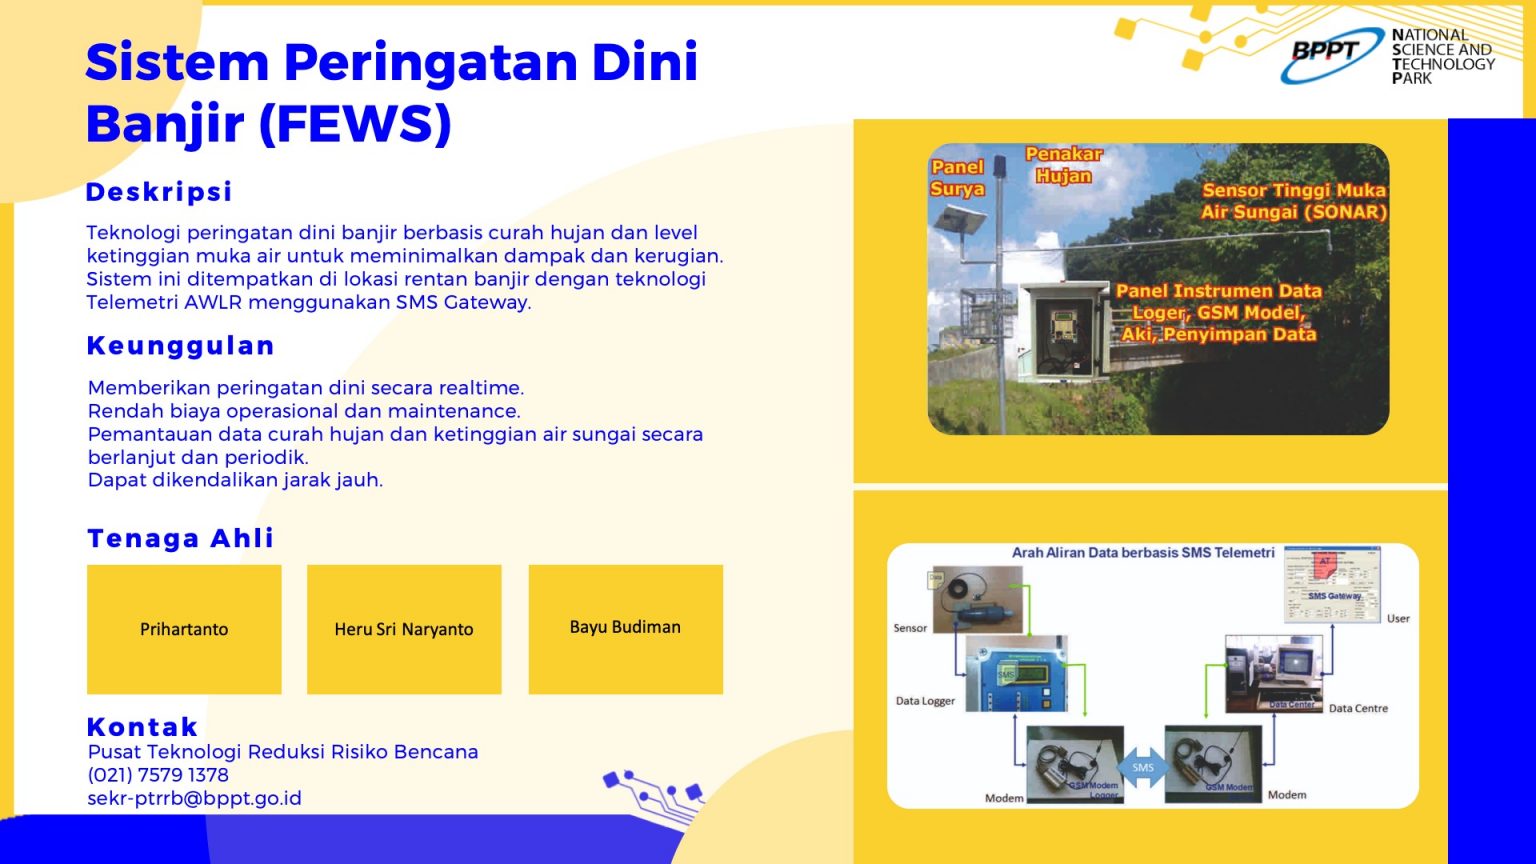 Sistem Peringatan Dini
Banjir (FEWS)
BPPT
NATIONAL
SCIENCE AND
TECHNOLOGY
PARK
Deskripsi
Teknologi peringatan dini banjir berbasis curah hujan dan level
ketinggian muka air untuk meminimalkan dampak dan kerugian.
Sistem ini ditempatkan di lokasi rentan banjir dengan teknologi
Telemetri AWLR menggunakan SMS Gateway.
Keunggulan
Memberikan peringatan dini secara realtime.
Rendah biaya operasional dan maintenance.
Pemantauan data curah hujan dan ketinggian air sungai secara
berlanjut dan periodik.
Dapat dikendalikan jarak jauh.
Tenaga Ahli
Prihartanto
Heru Sri Naryanto
Bayu Budiman
Kontak
Pusat Teknologi Reduksi Risiko Bencana
(021) 7579 1378
sekr-ptrrb@bppt.go.id
Panel
Surya
Penakar
Hujan
Sensor Tinggi Muka
Air Sungai (SONAR)
Panel Instrumen Data
Loger, GSM Model,
Aki, Penyimpan Data
Arah Aliran Data berbasis SMS Telemetri
Data
Sensor
SMS
Data Logger
GSM Modem
Logger
Modem
SMS
GSM Modem
Modem
Data Center
Data Centre
AT
SMS Gateway
User